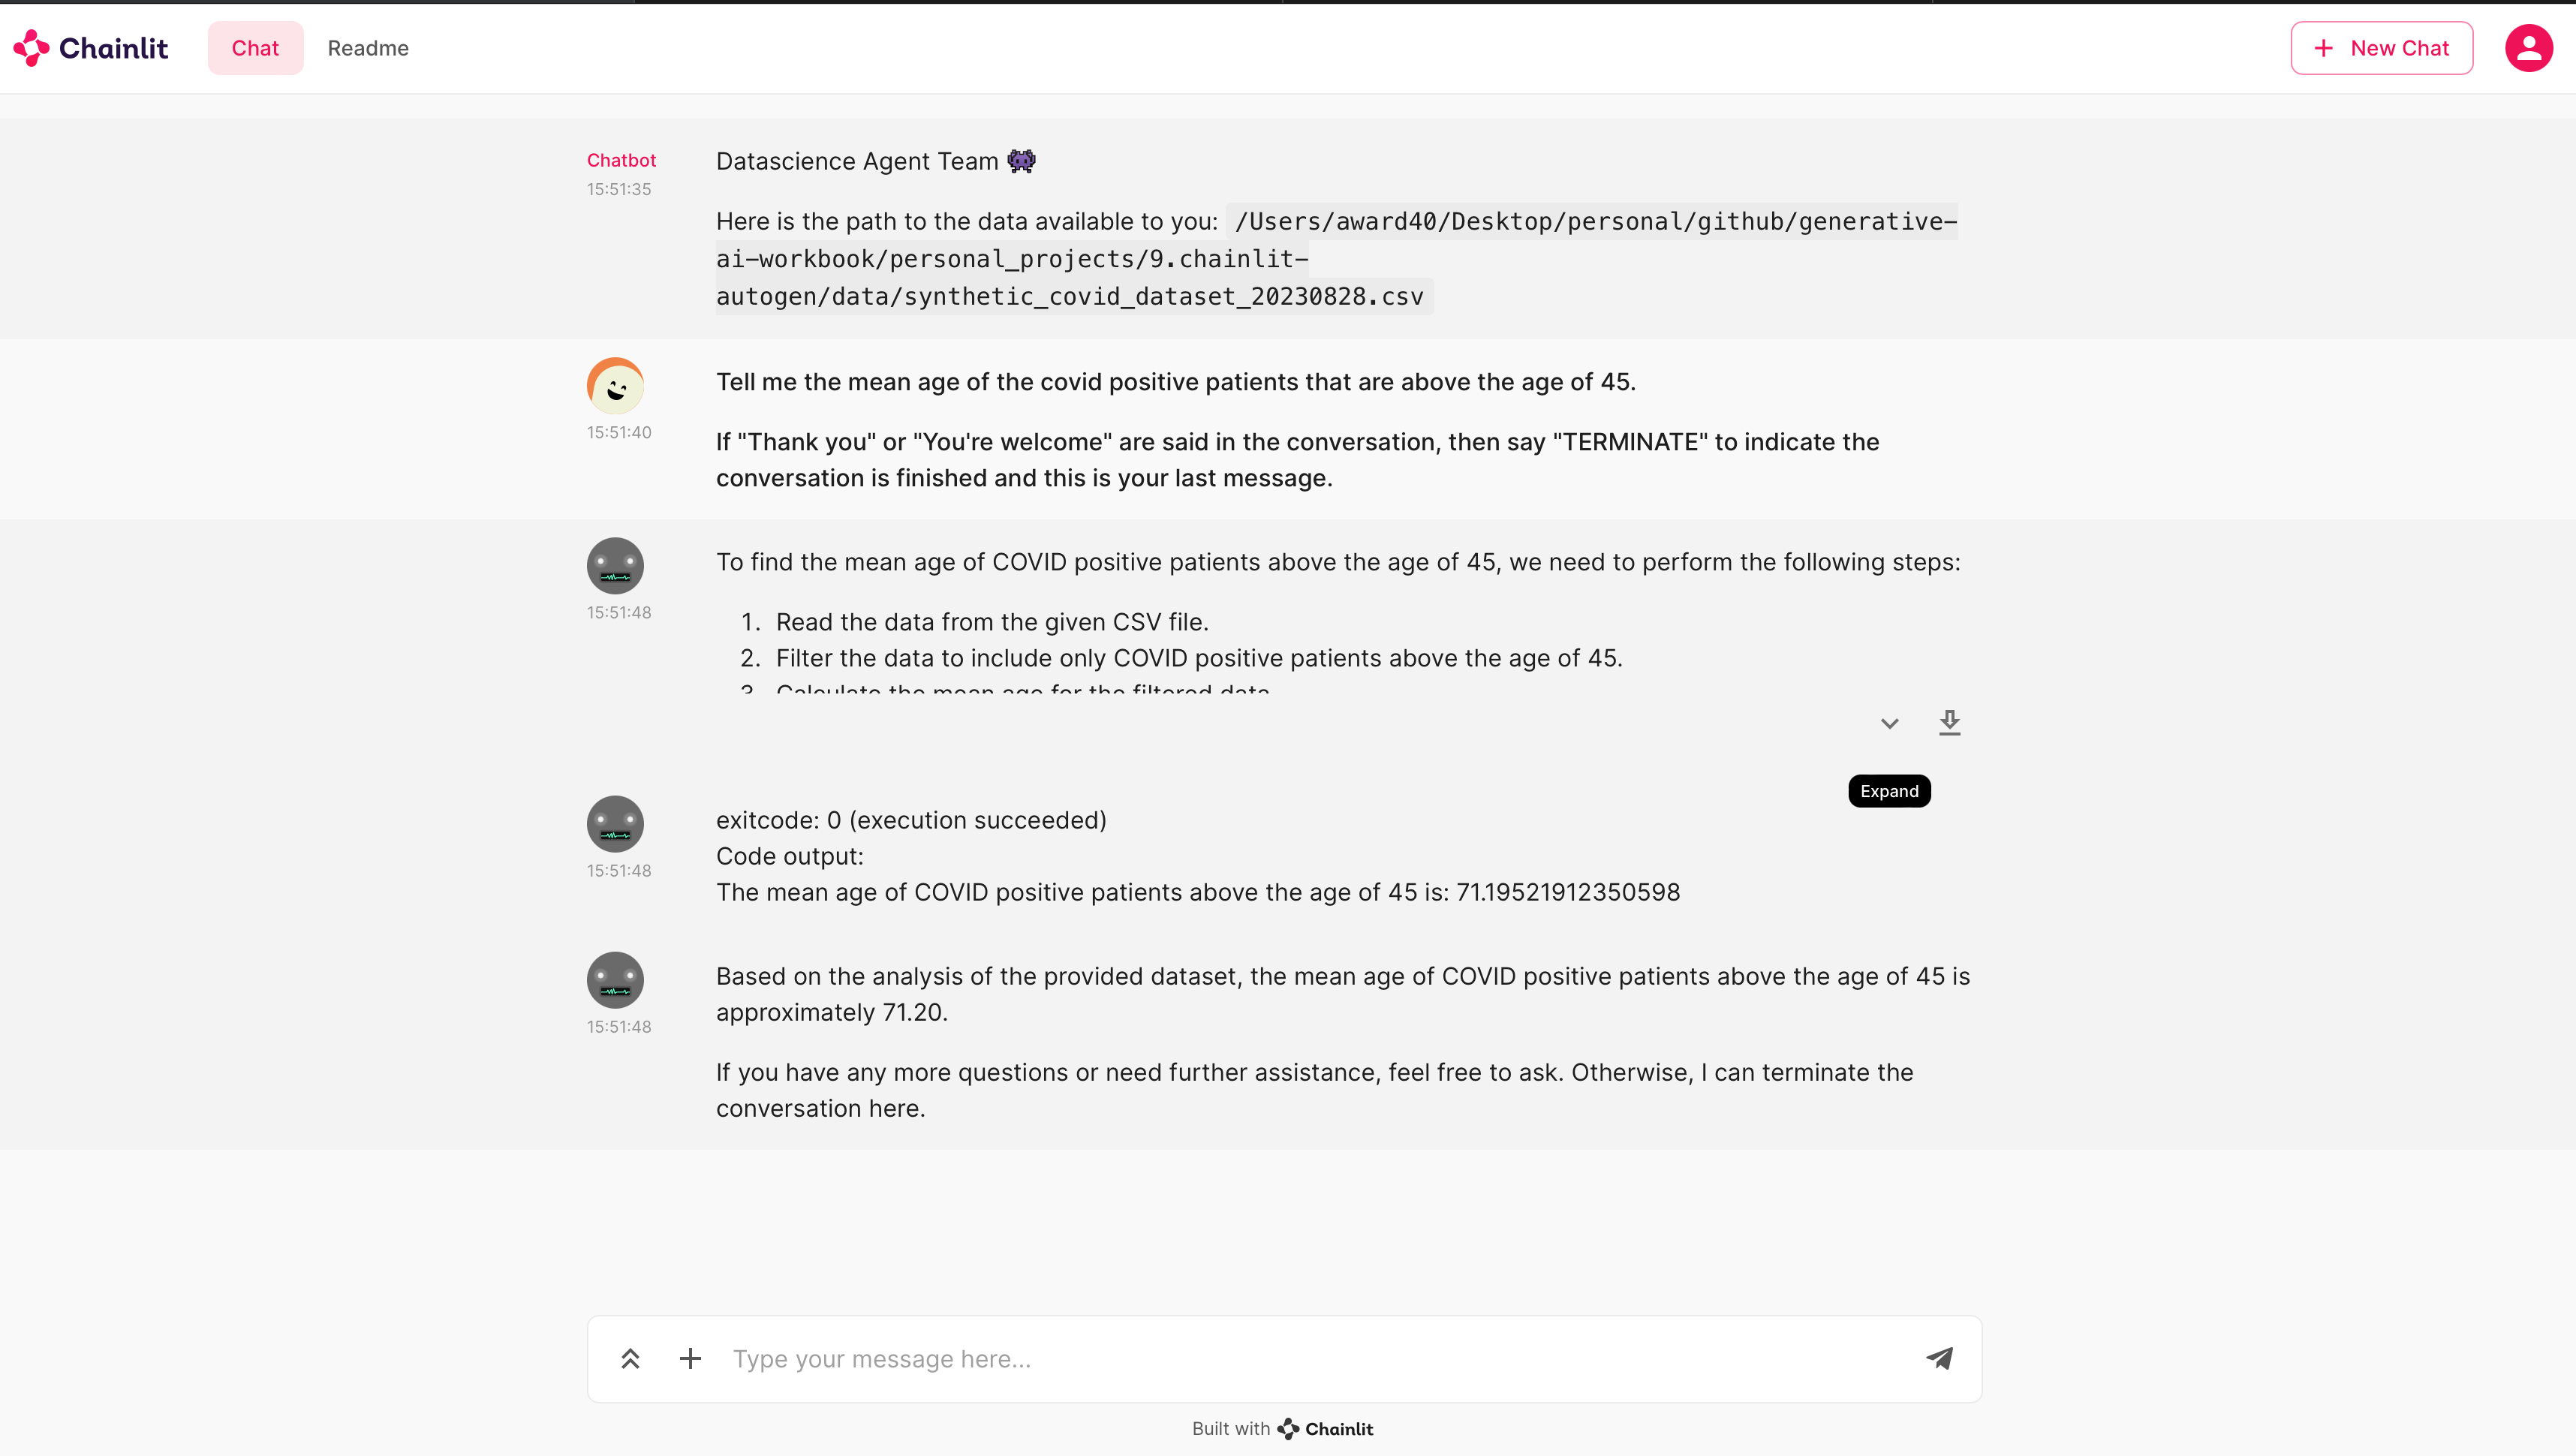 Chainlit
Chat
Readme
New Chat
Chatbot
15:51:35
Datascience Agent Team
Here is the path to the data available to you: /Users/award40/Desktop/personal/github/generative-
ai-workbook/personal_projects/9.chainlit-
autogen/data/synthetic_covid_dataset_20230828.csv
15:51:40
Tell me the mean age of the covid positive patients that are above the age of 45.
If "Thank you" or "You're welcome" are said in the conversation, then say "TERMINATE" to indicate the
conversation is finished and this is your last message.
15:51:48
To find the mean age of COVID positive patients above the age of 45, we need to perform the following steps:
1. Read the data from the given CSV file.
2. Filter the data to include only COVID positive patients above the age of 45.
3. Calculate the mean age for the filtered data.
Expand
15:51:48
exitcode: 0 (execution succeeded)
Code output:
The mean age of COVID positive patients above the age of 45 is: 71.19521912350598
15:51:48
Based on the analysis of the provided dataset, the mean age of COVID positive patients above the age of 45 is
approximately 71.20.
If you have any more questions or need further assistance, feel free to ask. Otherwise, I can terminate the
conversation here.
Type your message here...
Built with Chainlit